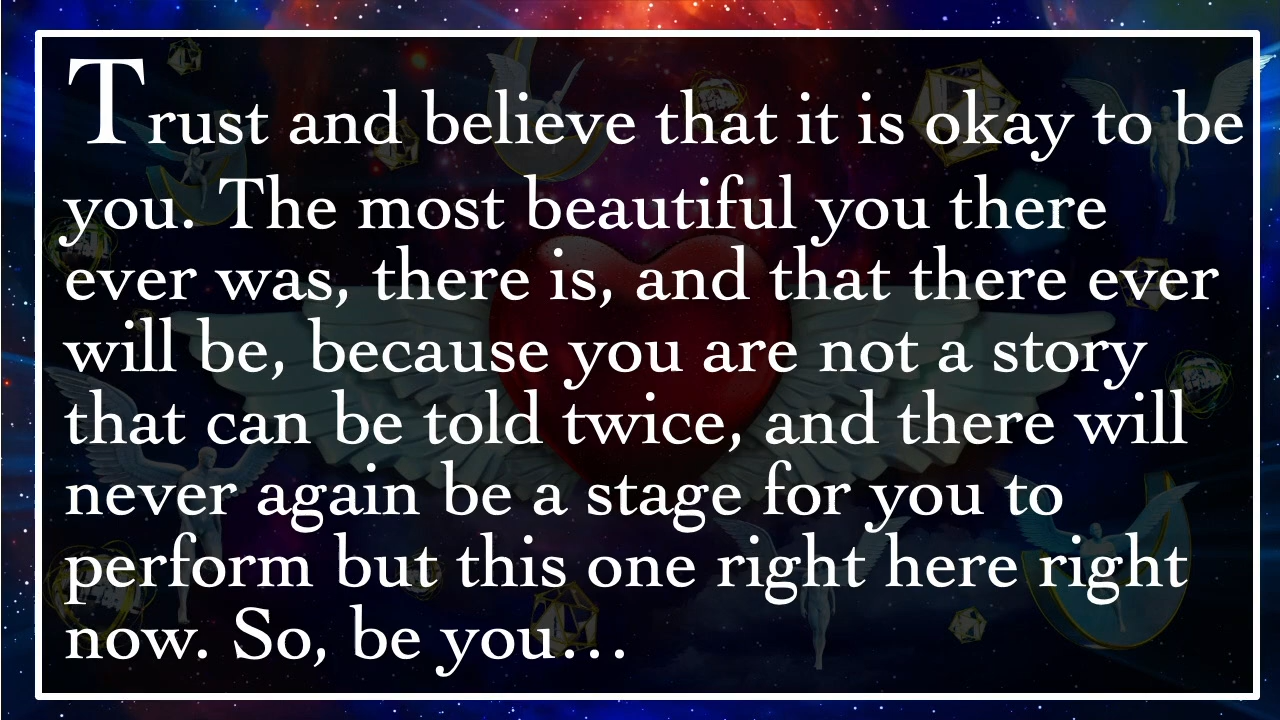 Trust and believe that it is okay to be
you. The most beautiful you there
ever was, there is, and that there ever
will be, because you are not a story
that can be told twice, and there will
never again be a stage for you to
perform but this one right here right
now. So, be you…